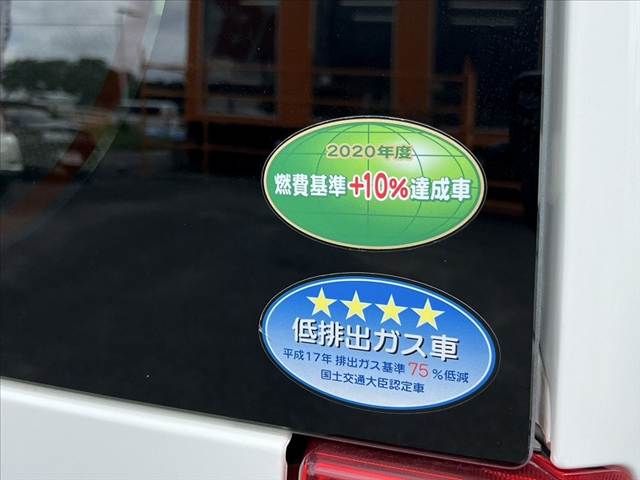 2020年度
燃費基準+10%達成車
低排出ガス車
平成17年 排出ガス基準 75 %低減
国土交通大臣認定車